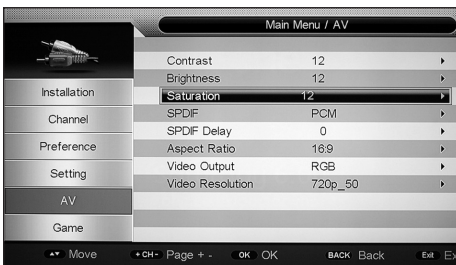 Main Menu / AV
Contrast 12
Brightness 12
Saturation 12
SPDIF PCM
SPDIF Delay 0
Aspect Ratio 16:9
Video Output RGB
Video Resolution 720p_50
Installation
Channel
Preference
Setting
AV
Game
Move +CH- Page + - OK OK BACK Back Exit Ex